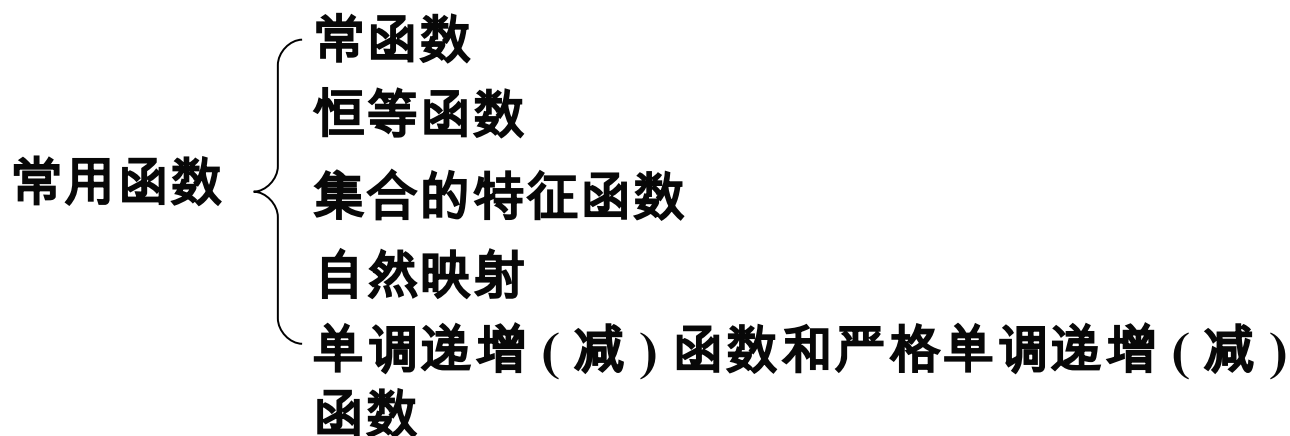 常函数
恒等函数
常用函数
集合的特征函数
自然映射
单调递增(减)函数和严格单调递增(减)
函数